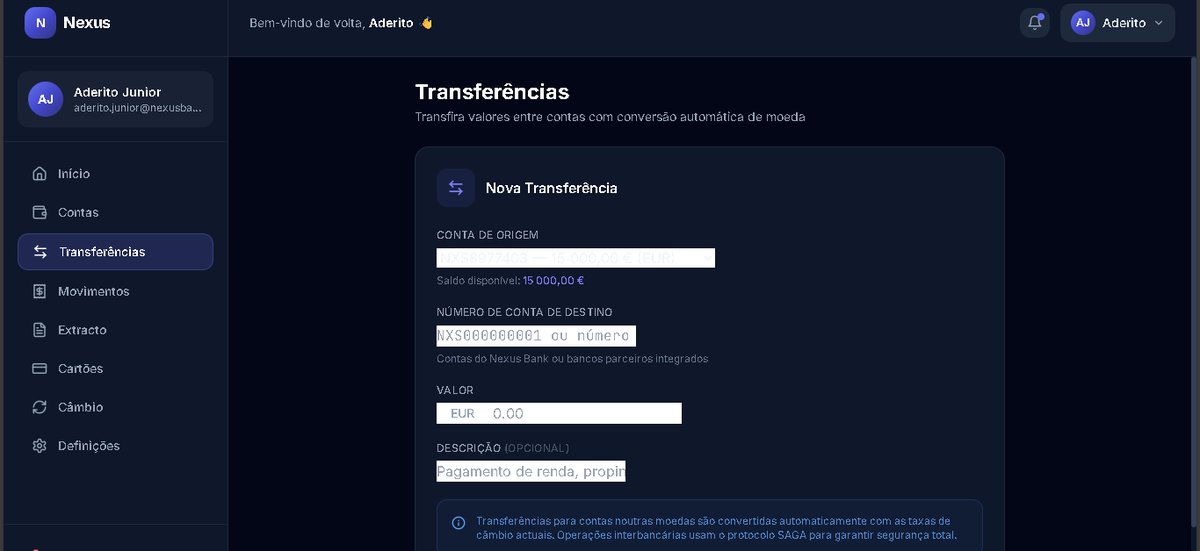 N Nexus
Bem-vindo de volta, Aderito 👋
AJ Aderito
AJ
Aderito Junior
aderito.junior@nexusba...
Início
Contas
Transferências
Movimentos
Extracto
Cartões
Câmbio
Definições
Transferências
Transfira valores entre contas com conversão automática de moeda
Nova Transferência
CONTA DE ORIGEM
— 15 000,00 € (EUR)
Saldo disponível: 15 000,00 €
NÚMERO DE CONTA DE DESTINO
NXS000000001 ou número
Contas do Nexus Bank ou bancos parceiros integrados
VALOR
EUR 0.00
DESCRIÇÃO (OPCIONAL)
Pagamento de renda, propin
Transferências para contas noutras moedas são convertidas automaticamente com as taxas de
câmbio actuais. Operações interbancárias usam o protocolo SAGA para garantir segurança total.